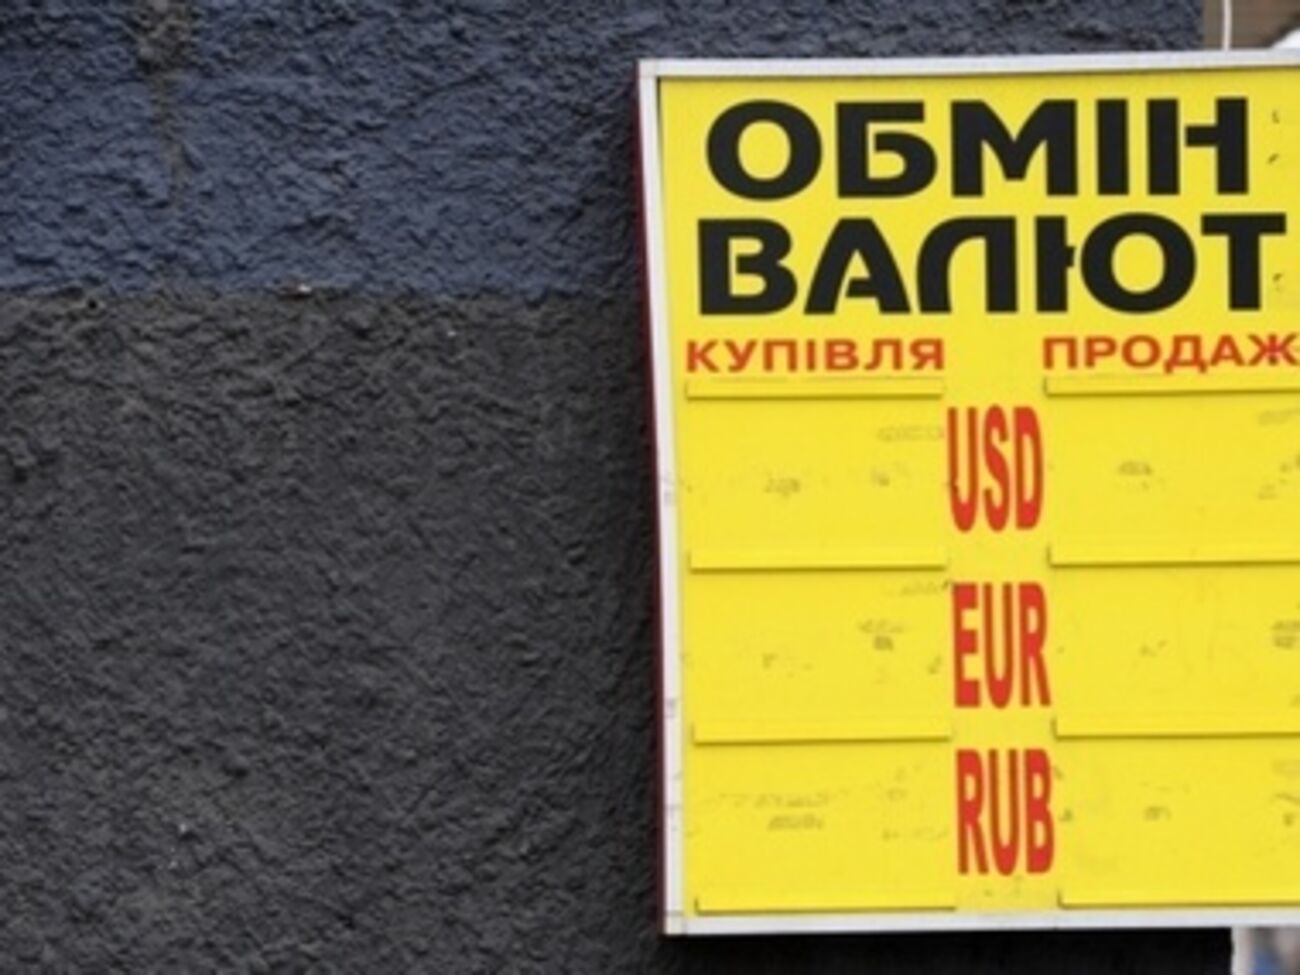 ОБМІН
ВАЛЮТ
КУПІВЛЯ ПРОДАЖ
USD
EUR
RUB